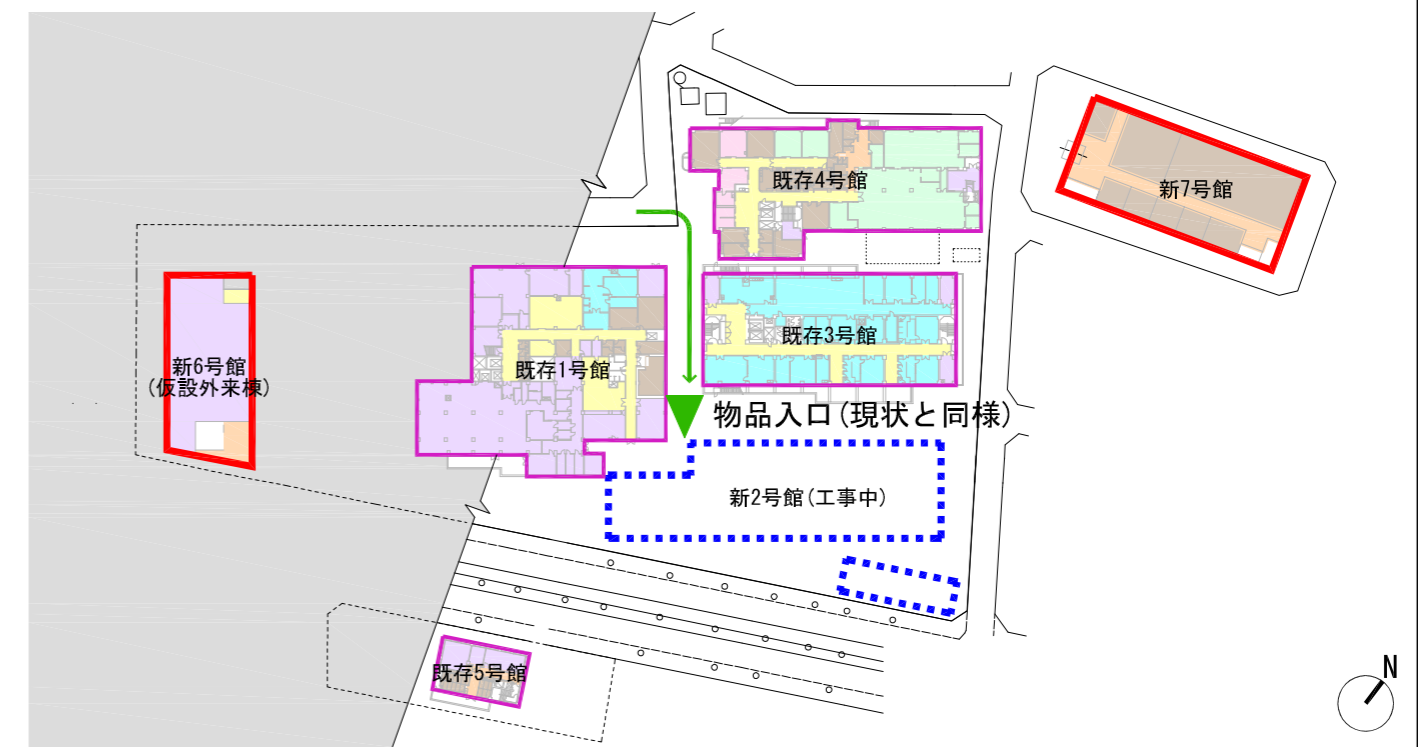 既存4号館
新7号館
既存3号館
新6号館
(仮設外来棟)
既存1号館
物品入口(現状と同様)
新2号館(工事中)
既存5号館
N